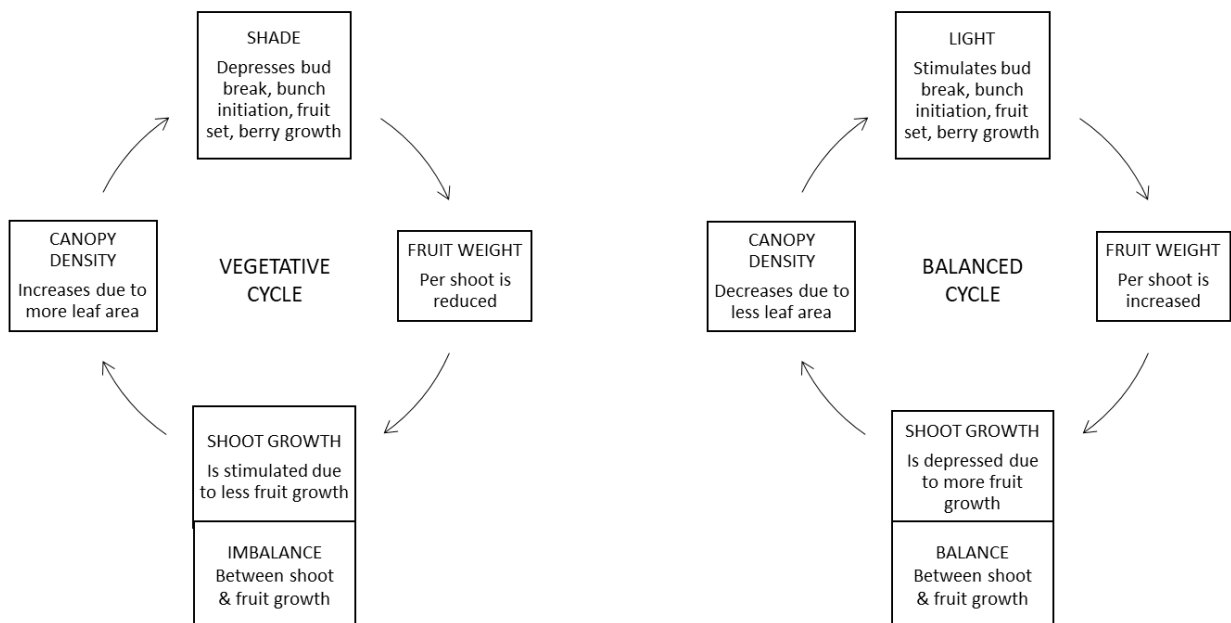 SHADE
Depresses bud
break, bunch
initiation, fruit
set, berry growth
CANOPY
DENSITY
Increases due to
more leaf area
VEGETATIVE
CYCLE
FRUIT WEIGHT
Per shoot is
reduced
SHOOT GROWTH
Is stimulated due
to less fruit growth
IMBALANCE
Between shoot
& fruit growth
LIGHT
Stimulates bud
break, bunch
initiation, fruit
set, berry growth
CANOPY
DENSITY
Decreases due to
less leaf area
BALANCED
CYCLE
FRUIT WEIGHT
Per shoot is
increased
SHOOT GROWTH
Is depressed due
to more fruit
growth
BALANCE
Between shoot
& fruit growth